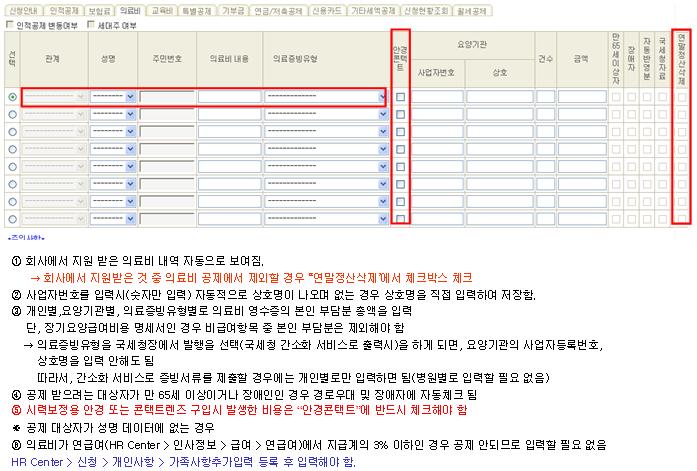 신청안내 인적공제 보험료 의료비 교육비 특별공제 기부금 연금/저축공제 신용카드 기타세액공제 신청현황조회 월세공제
인적공제 변동여부 세대주 여부
선택 관계 성명 주민번호 의료비 내용 의료증빙유형 안경콘택트 요양기관 건수 금액 만65세이상자 장애자 자동반영분 국세청자료 연말정산삭제
사업자번호 상호
--------------- -------- -------------
--------------- -------- -------------
--------------- -------- -------------
--------------- -------- -------------
--------------- -------- -------------
--------------- -------- -------------
--------------- -------- -------------
--------------- -------- -------------
① 회사에서 지원 받은 의료비 내역 자동으로 보여짐.
→ 회사에서 지원받은 것 중 의료비 공제에서 제외할 경우 "연말정산삭제"에서 체크박스 체크
② 사업자번호를 입력시(숫자만 입력) 자동적으로 상호명이 나오며 없는 경우 상호명을 직접 입력하여 저장함.
③ 개인별,요양기관별, 의료증빙유형별로 의료비 영수증의 본인 부담분 총액을 입력
단, 장기요양급여비용 명세서인 경우 비급여항목 중 본인 부담분은 제외해야 함
→ 의료증빙유형을 국세청장에서 발행을 선택(국세청 간소화 서비스로 출력시)을 하게 되면, 요양기관의 사업자등록번호,
상호명을 입력 안해도 됨
따라서, 간소화 서비스로 증빙서류를 제출할 경우에는 개인별로만 입력하면 됨(병원별로 입력할 필요 없음)
④ 공제 받으려는 대상자가 만 65세 이상이거나 장애인인 경우 경로우대 및 장애자에 자동체크 됨
⑤ 시력보정용 안경 또는 콘택트렌즈 구입시 발생한 비용은 "안경콘택트"에 반드시 체크해야 함
※ 공제 대상자가 성명 데이터에 없는 경우
⑥ 의료비가 연급여(HR Center > 인사정보 > 급여 > 연급여)에서 지급계의 3% 이하인 경우 공제 안되므로 입력할 필요 없음
HR Center > 신청 > 개인사항 > 가족사항추가입력 등록 후 입력해야 함.